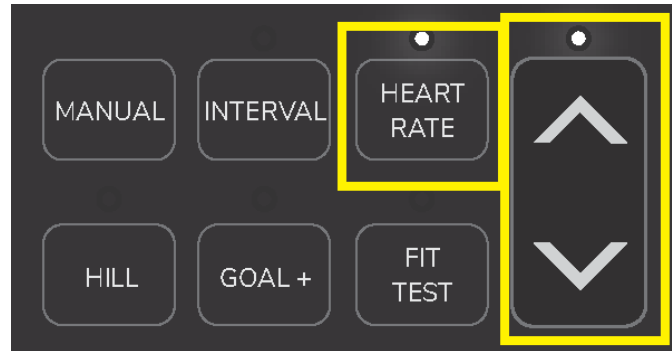 MANUAL
INTERVAL
HEART
RATE
HILL
GOAL +
FIT
TEST